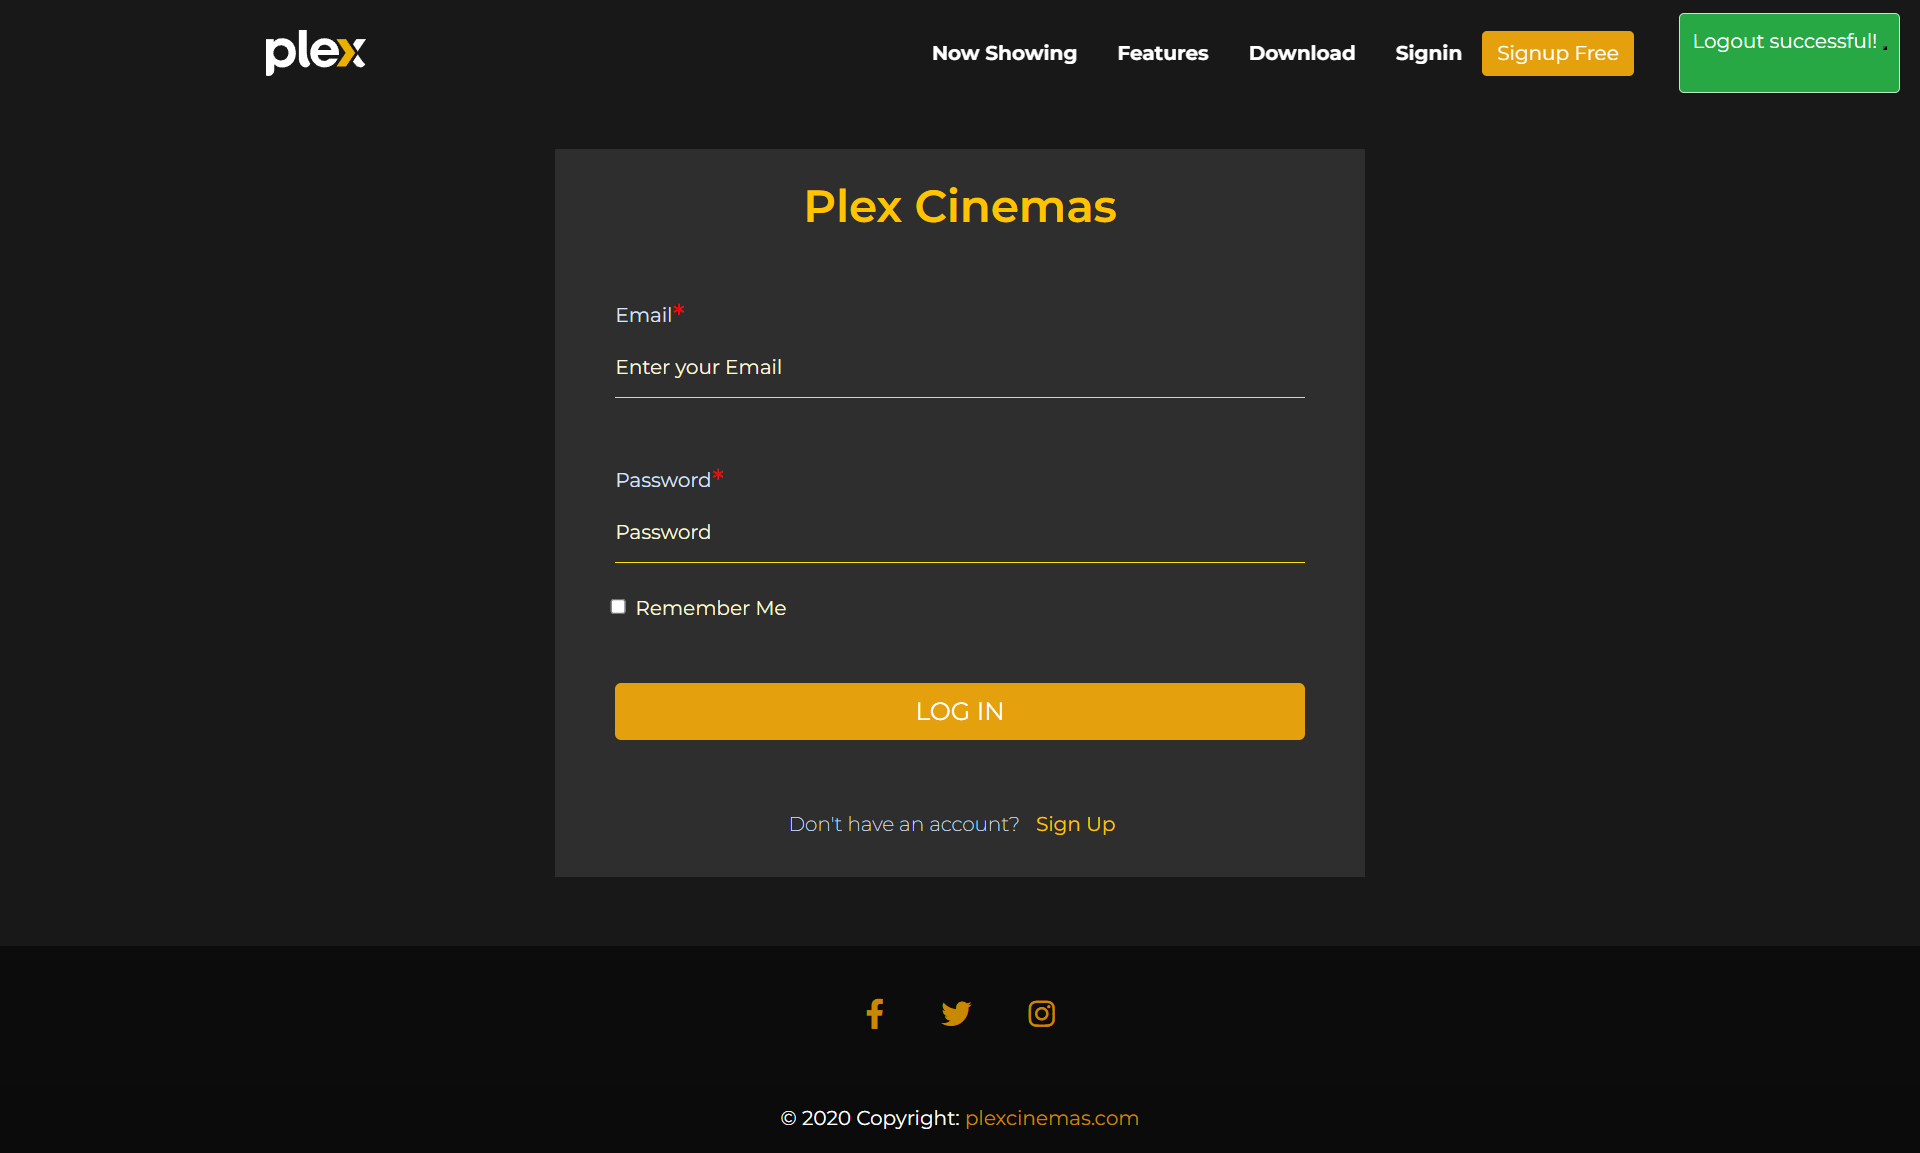 plex
Now Showing Features Download Signin Signup Free
Logout successful!
Plex Cinemas
Email*
Enter your Email
Password*
Password
Remember Me
LOG IN
Don't have an account? Sign Up
© 2020 Copyright: plexcinemas.com